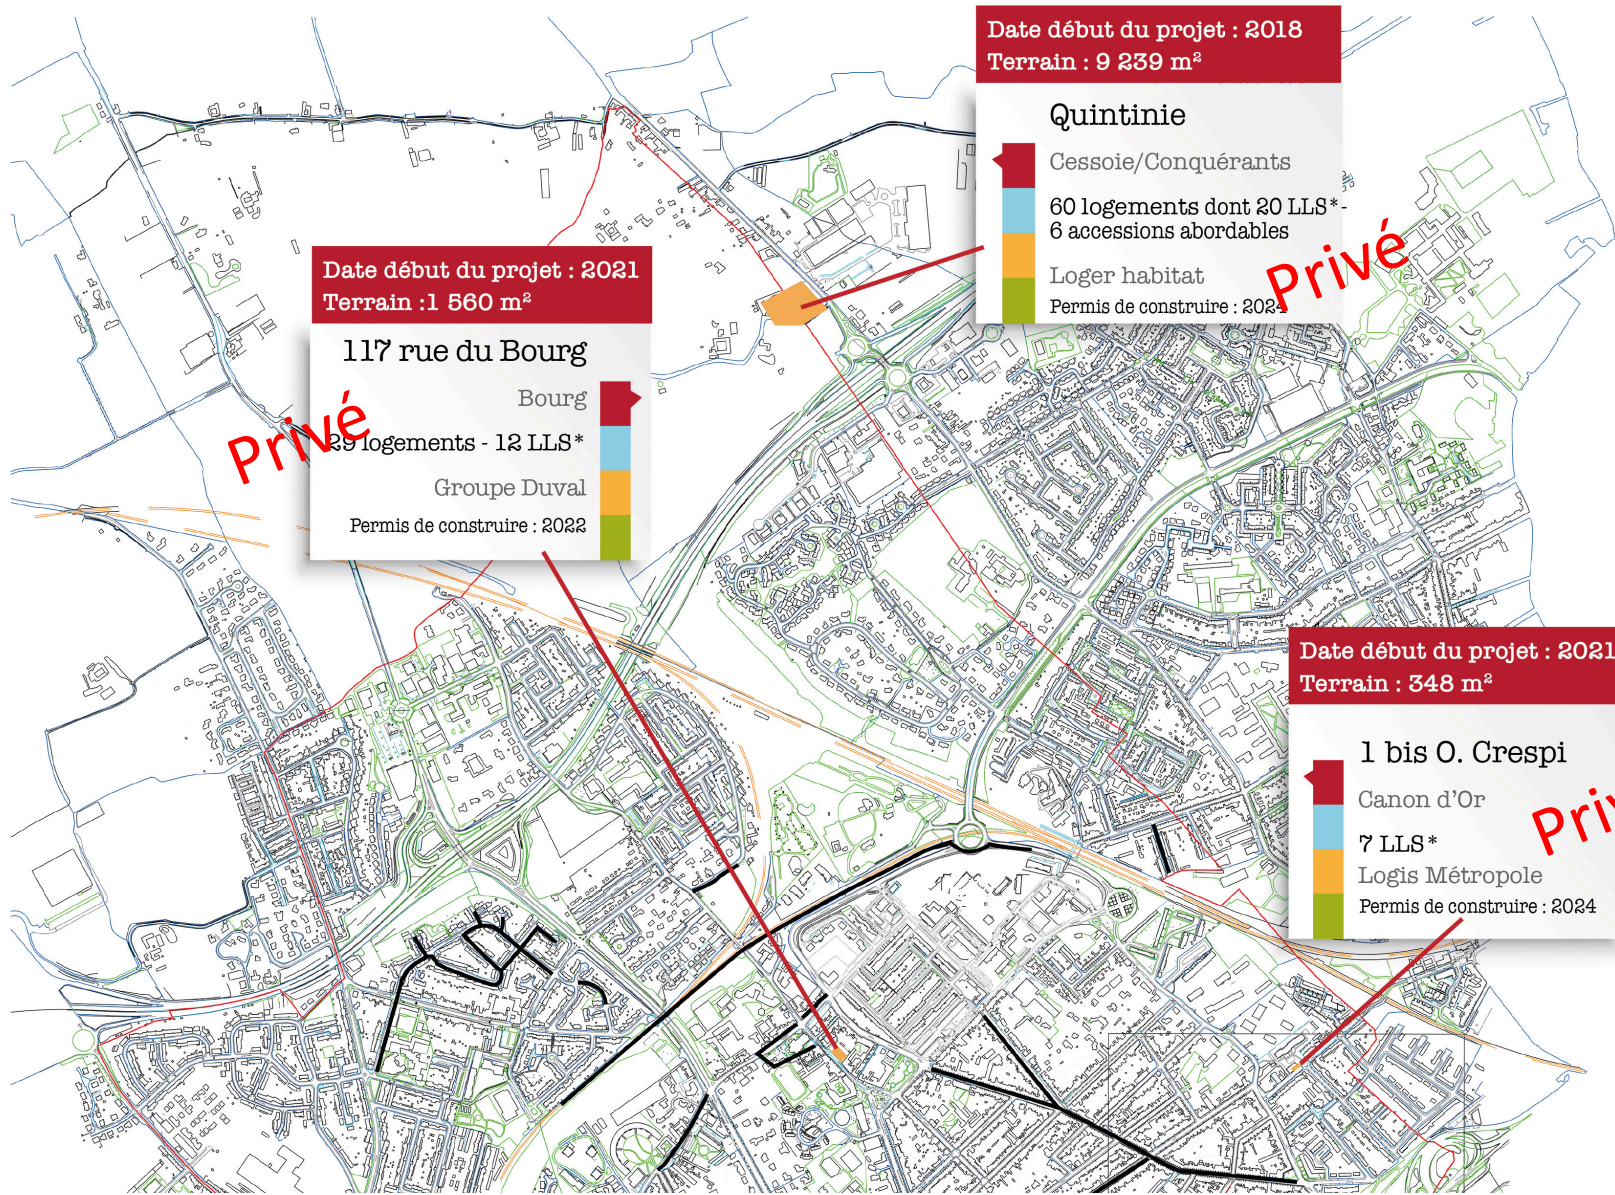 Date début du projet : 2018
Terrain : 9 239 m²
Quintinie
Cessoie/Conquérants
60 logements dont 20 LLS*-
6 accessions abordables
Loger habitat
Permis de construire : 2024
Privé
Date début du projet : 2021
Terrain :1 560 m²
117 rue du Bourg
Bourg
29 logements - 12 LLS*
Groupe Duval
Permis de construire : 2022
Privé
Date début du projet : 2021
Terrain : 348 m²
1 bis O. Crespi
Canon d'Or
7 LLS*
Logis Métropole
Permis de construire : 2024